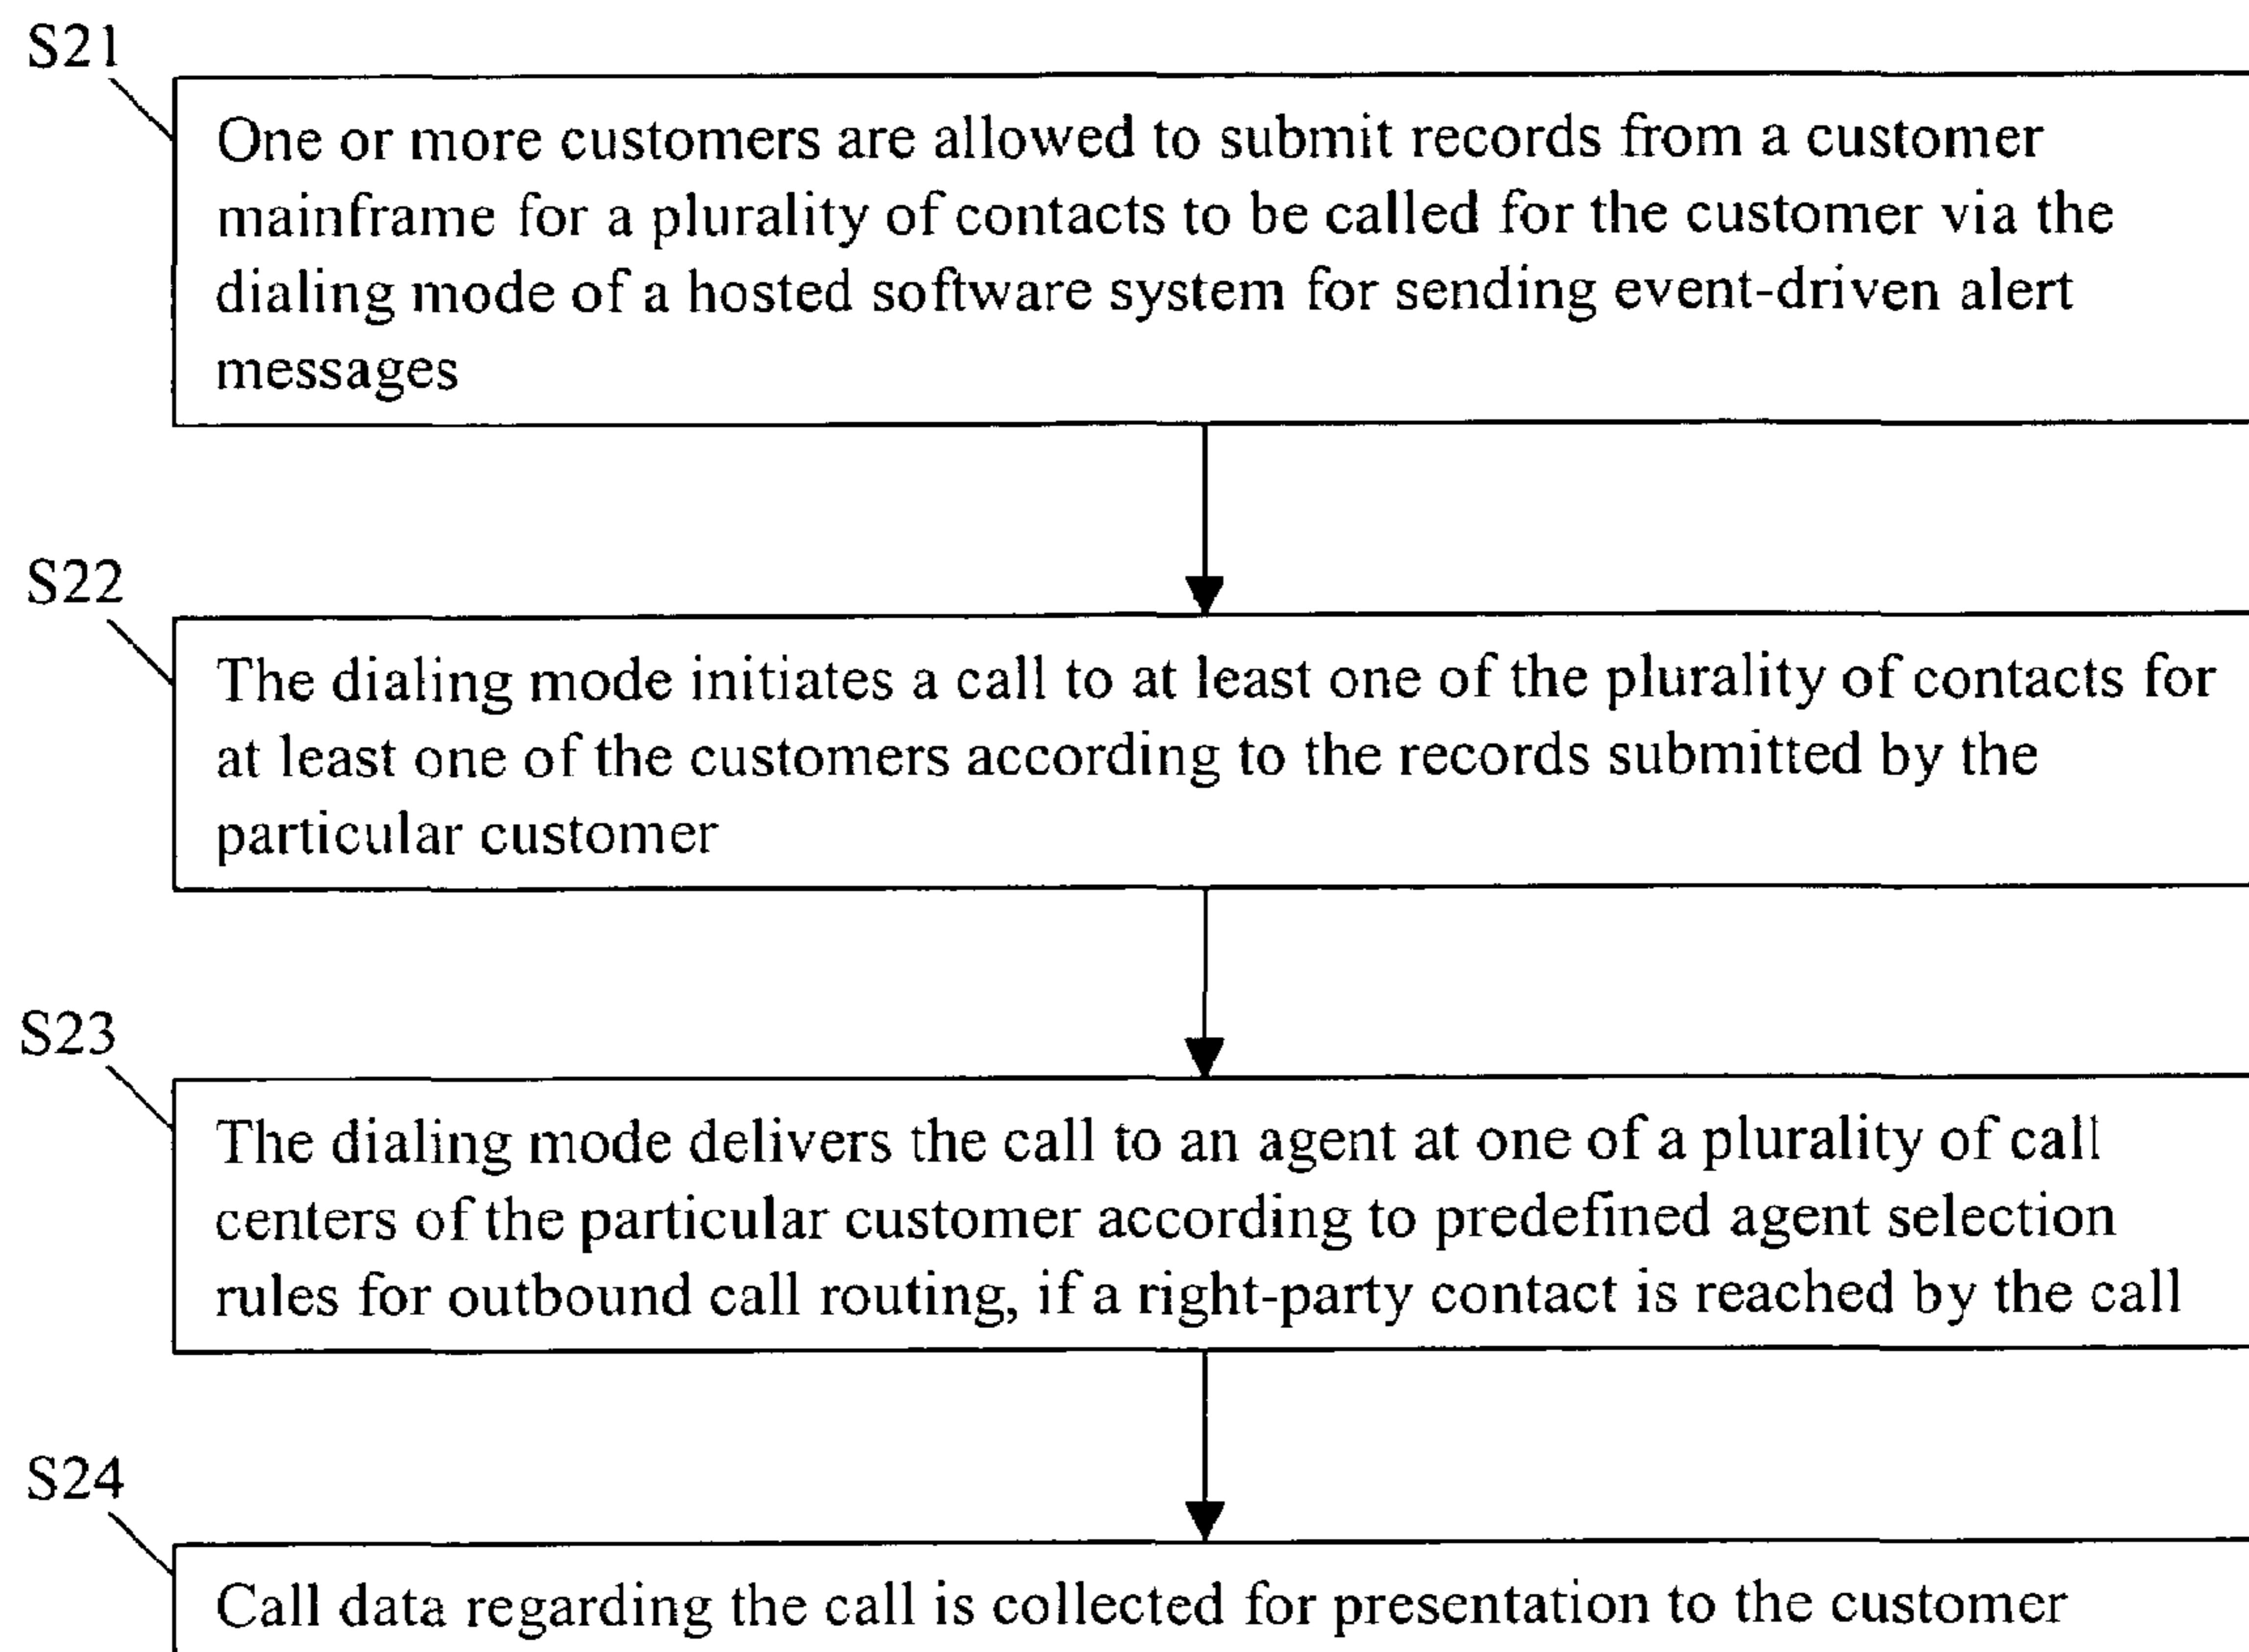 S21
One or more customers are allowed to submit records from a customer
mainframe for a plurality of contacts to be called for the customer via the
dialing mode of a hosted software system for sending event-driven alert
messages
S22
The dialing mode initiates a call to at least one of the plurality of contacts for
at least one of the customers according to the records submitted by the
particular customer
S23
The dialing mode delivers the call to an agent at one of a plurality of call
centers of the particular customer according to predefined agent selection
rules for outbound call routing, if a right-party contact is reached by the call
S24
Call data regarding the call is collected for presentation to the customer